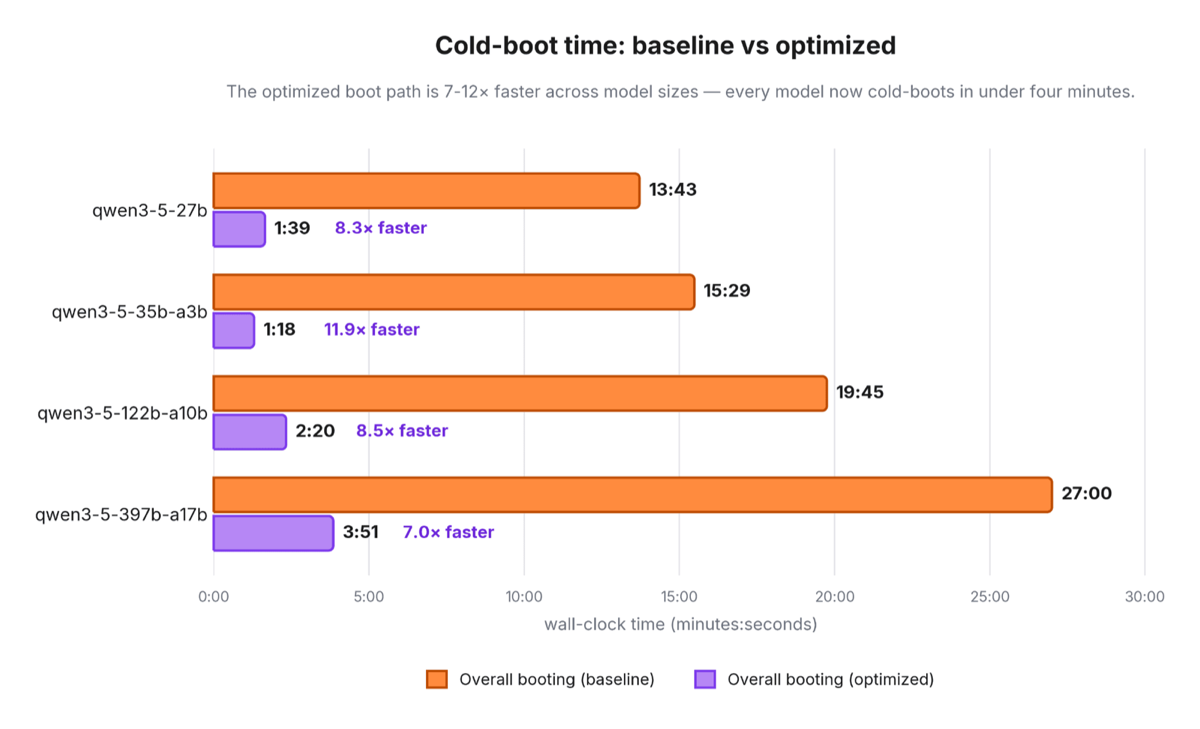 Cold-boot time: baseline vs optimized
The optimized boot path is 7-12× faster across model sizes — every model now cold-boots in under four minutes.
qwen3-5-27b
13:43
1:39 8.3× faster
qwen3-5-35b-a3b
15:29
1:18 11.9× faster
qwen3-5-122b-a10b
19:45
2:20 8.5× faster
qwen3-5-397b-a17b
27:00
3:51 7.0× faster
0:00 5:00 10:00 15:00 20:00 25:00 30:00
wall-clock time (minutes:seconds)
Overall booting (baseline) Overall booting (optimized)